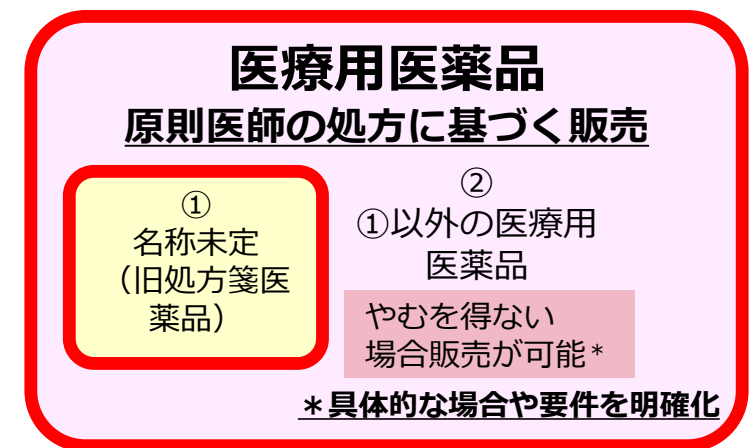 医療用医薬品
原則医師の処方に基づく販売
①
名称未定
（旧処方箋医
薬品）
②
①以外の医療用
医薬品
やむを得ない
場合販売が可能*
＊具体的な場合や要件を明確化